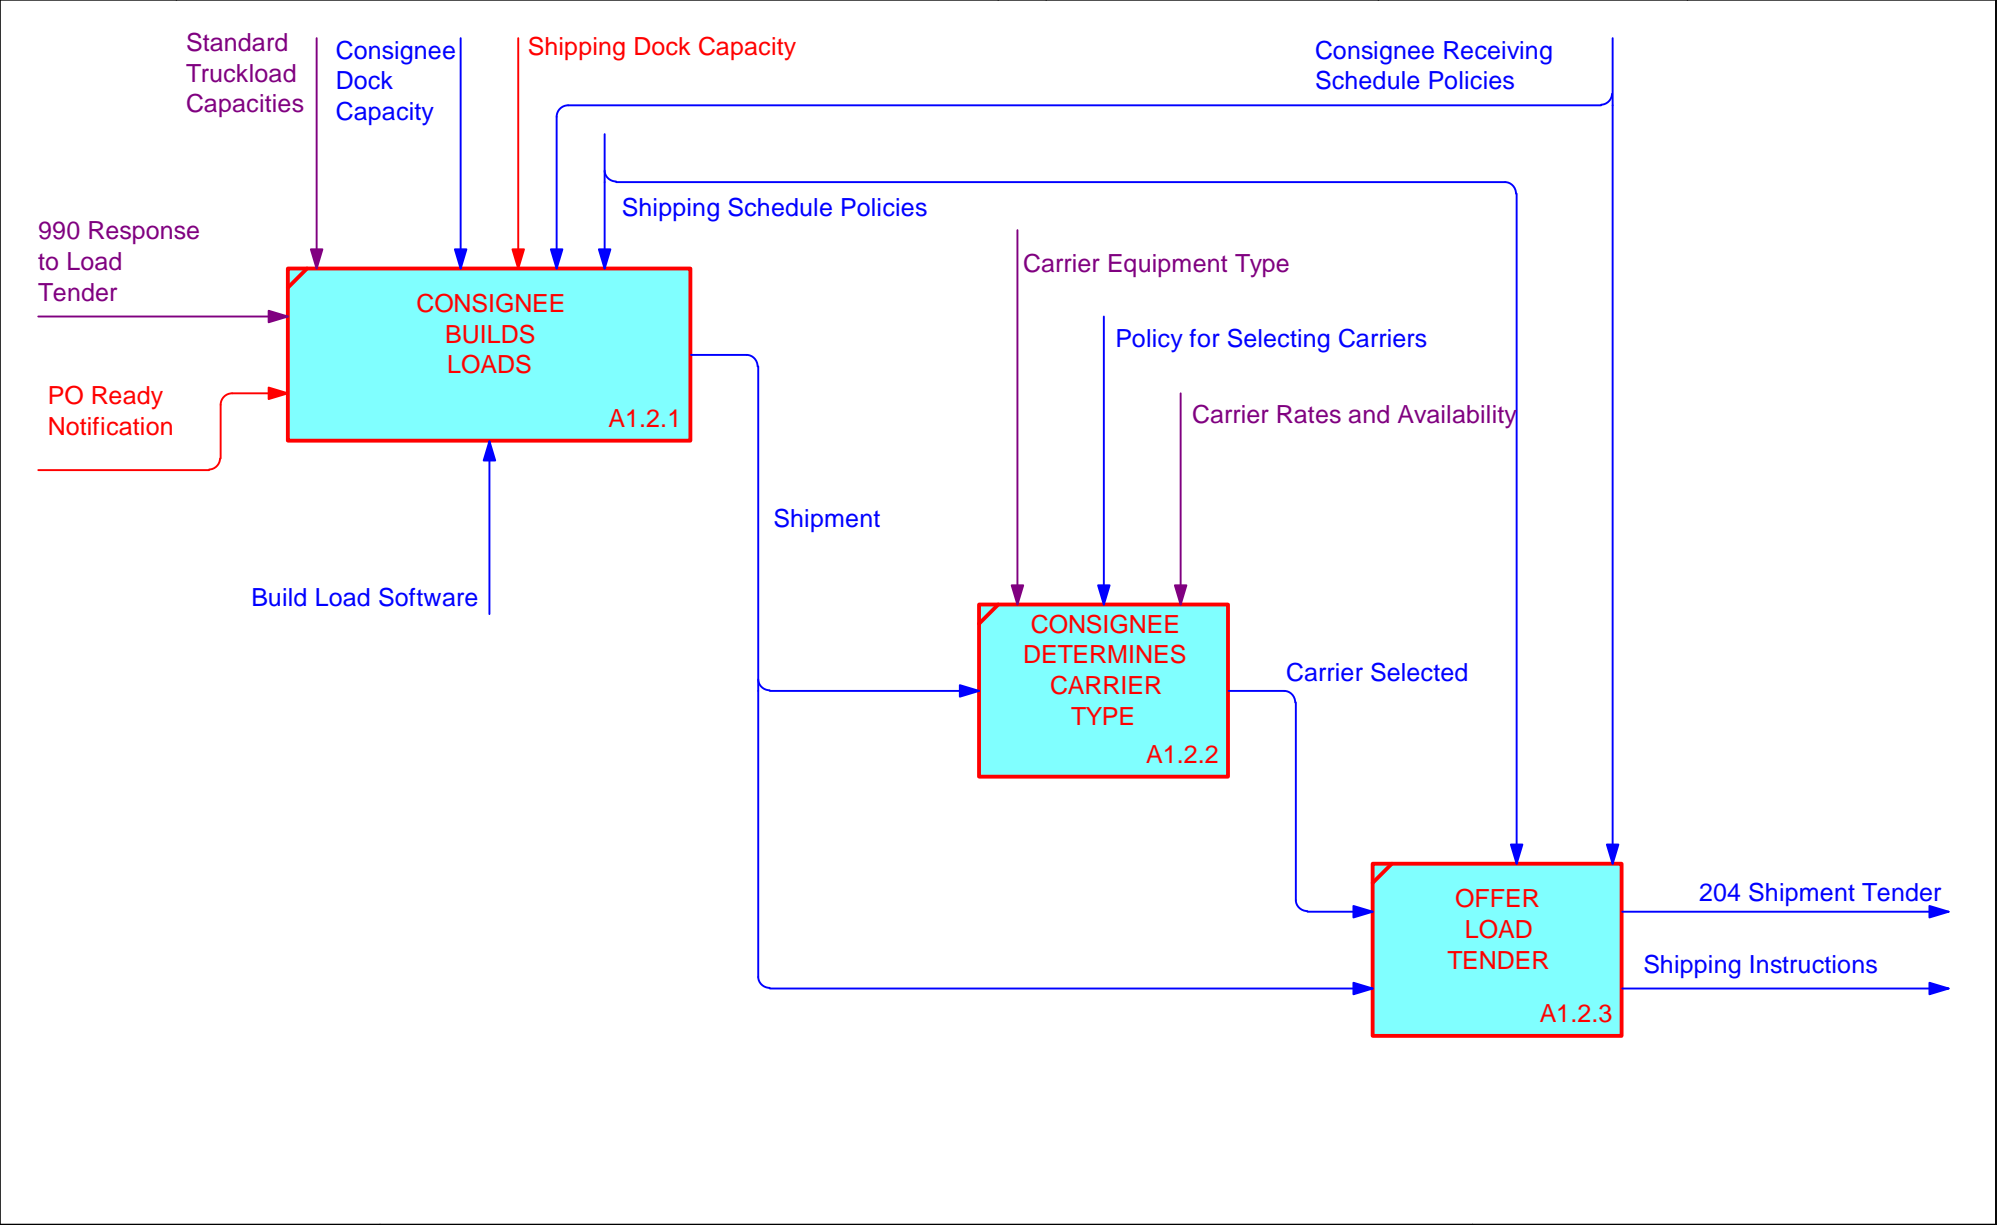 Standard
Truckload
Capacities
Consignee
Dock
Capacity
Shipping Dock Capacity
Consignee Receiving
Schedule Policies
Shipping Schedule Policies
990 Response
to Load
Tender
Carrier Equipment Type
CONSIGNEE
BUILDS
LOADS
A1.2.1
Policy for Selecting Carriers
PO Ready
Notification
Carrier Rates and Availability
Shipment
Build Load Software
CONSIGNEE
DETERMINES
CARRIER
TYPE
A1.2.2
Carrier Selected
OFFER
LOAD
TENDER
A1.2.3
204 Shipment Tender
Shipping Instructions